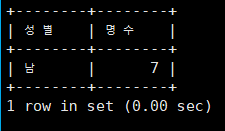 +--------+--------+
| 성별 | 명수 |
+--------+--------+
| 남 | 7 |
+--------+--------+
1 row in set (0.00 sec)